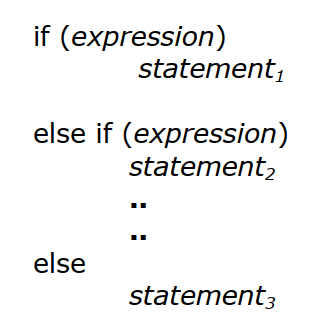 if (expression)
statement₁
else if (expression)
statement₂
..
..
else
statement₃